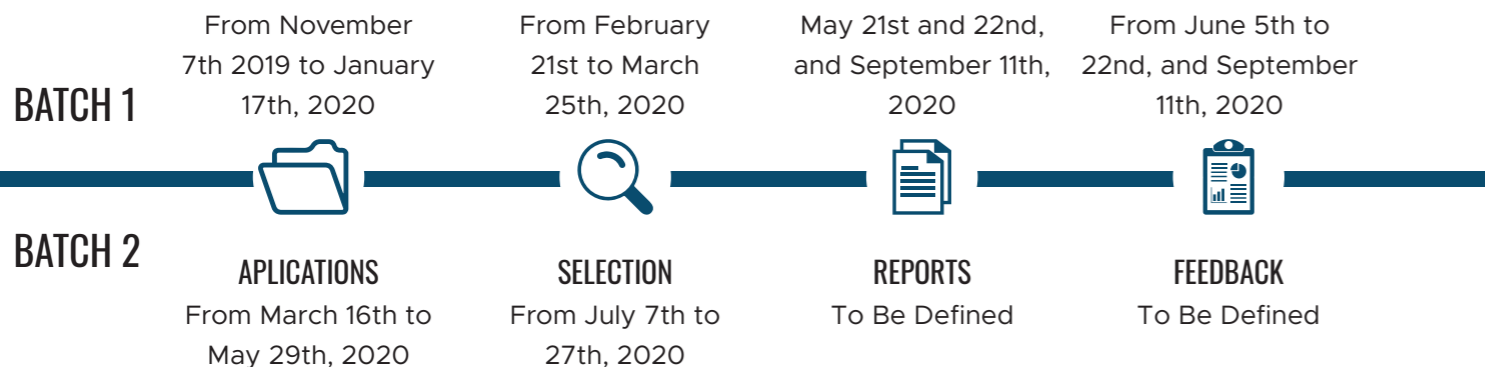 BATCH 1
From November
7th 2019 to January
17th, 2020
From February
21st to March
25th, 2020
May 21st and 22nd,
and September 11th,
2020
From June 5th to
22nd, and September
11th, 2020
BATCH 2
APLICATIONS
From March 16th to
May 29th, 2020
SELECTION
From July 7th to
27th, 2020
REPORTS
To Be Defined
FEEDBACK
To Be Defined